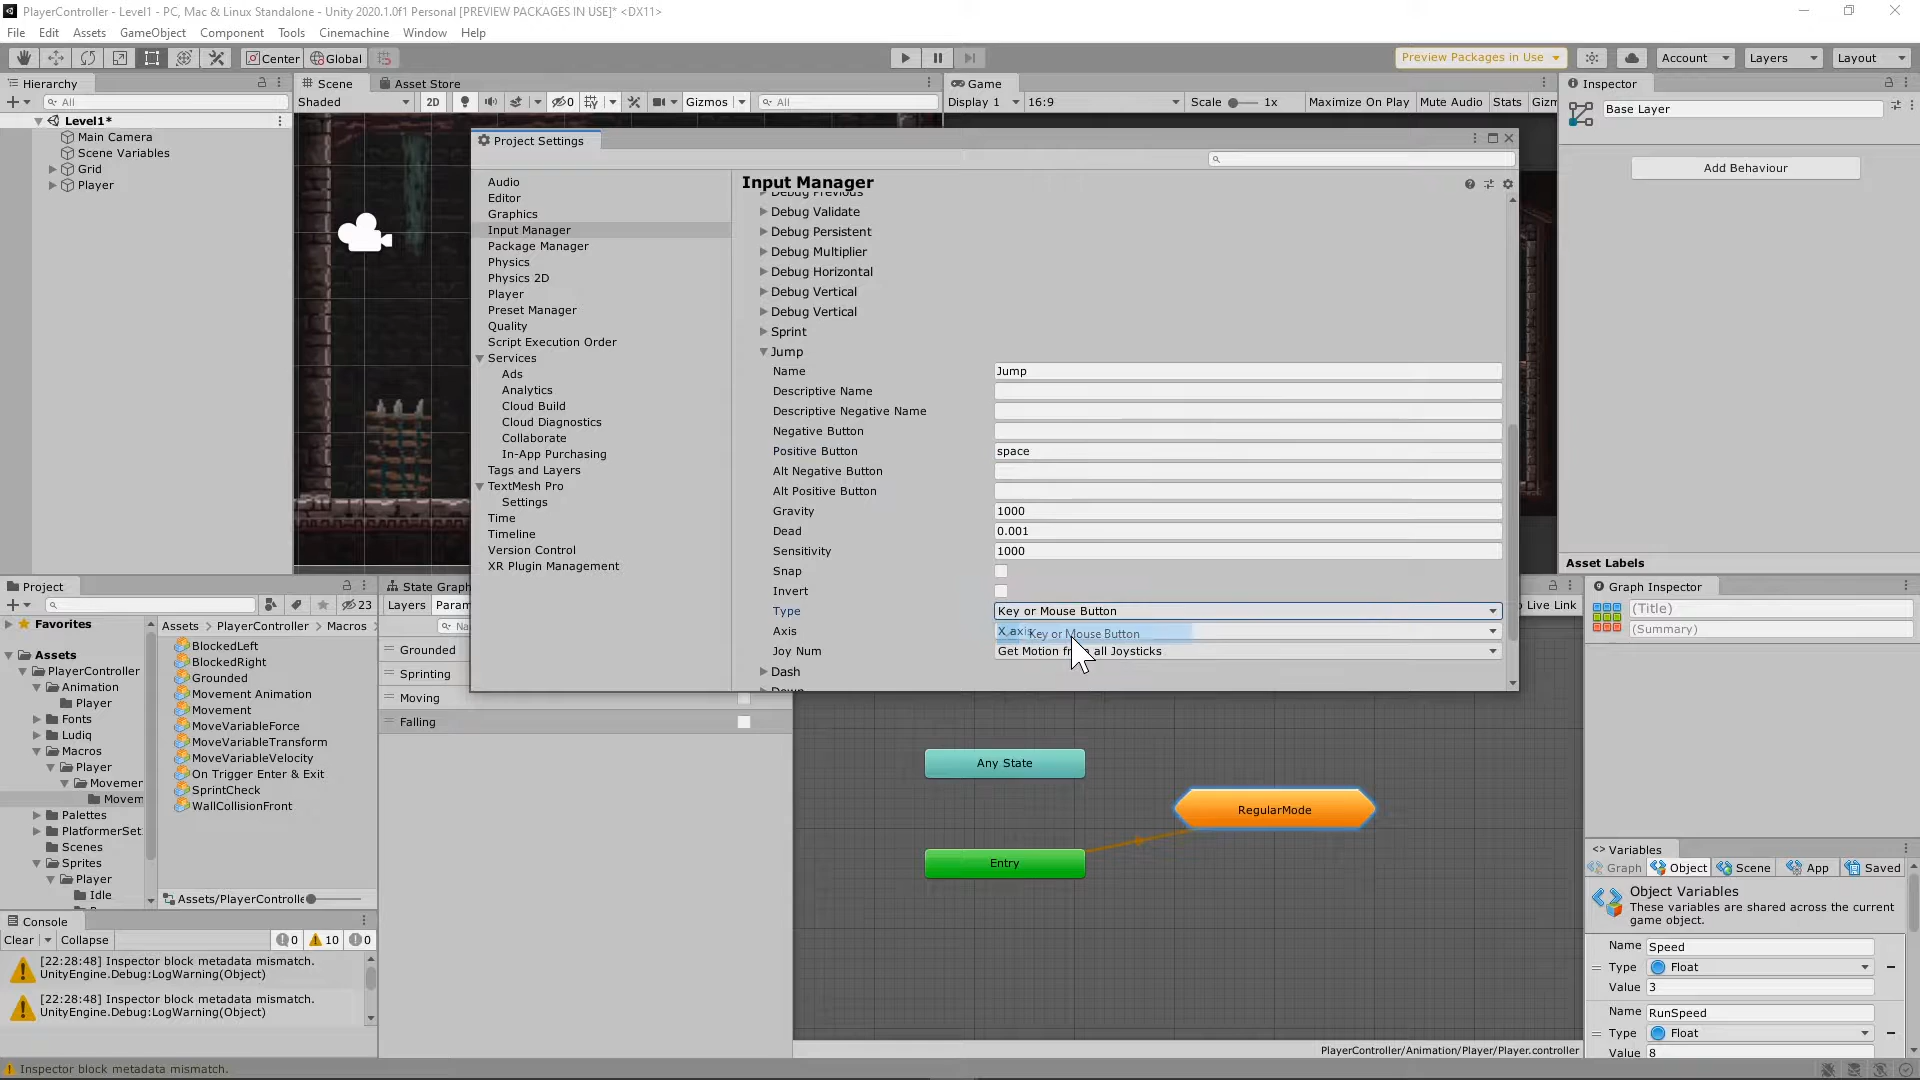 PlayerController - Level1 - PC, Mac & Linux Standalone - Unity 2020.1.0f1 Personal [PREVIEW PACKAGES IN USE]* <DX11>
File Edit Assets GameObject Component Tools Cinemachine Window Help
Center Global Preview Packages in Use Account Layers Layout
Hierarchy Scene Asset Store Game Inspector
All Shaded 2D 0 Gizmos All Display 1 16:9 Scale 1x Maximize On Play Mute Audio Stats Gizm
Base Layer
Level1*
Main Camera
Scene Variables
Grid
Player
Add Behaviour
Asset Labels
Project Settings
Audio
Editor
Graphics
Input Manager
Package Manager
Physics
Physics 2D
Player
Preset Manager
Quality
Script Execution Order
Services
Ads
Analytics
Cloud Build
Cloud Diagnostics
Collaborate
In-App Purchasing
Tags and Layers
TextMesh Pro
Settings
Time
Timeline
Version Control
XR Plugin Management
Input Manager
Debug Previous
Debug Validate
Debug Persistent
Debug Multiplier
Debug Horizontal
Debug Vertical
Debug Vertical
Sprint
Jump
Name Jump
Descriptive Name
Descriptive Negative Name
Negative Button
Positive Button space
Alt Negative Button
Alt Positive Button
Gravity 1000
Dead 0.001
Sensitivity 1000
Snap
Invert
Type Key or Mouse Button
Axis X axis Key or Mouse Button
Joy Num Get Motion from all Joysticks
Dash
Down
Project
23
Favorites
Assets
PlayerController
Animation
Player
Fonts
Ludiq
Macros
Player
Movemen
Movem
Palettes
PlatformerSet
Scenes
Sprites
Player
Idle
Assets PlayerController Macros
BlockedLeft
BlockedRight
Grounded
Movement Animation
Movement
MoveVariableForce
MoveVariableTransform
MoveVariableVelocity
On Trigger Enter & Exit
SprintCheck
WallCollisionFront
Assets/PlayerControlle
State Graph
Layers Param
Na
Grounded
Sprinting
Moving
Falling
Live Link
Any State
RegularMode
Entry
PlayerController/Animation/Player/Player.controller
Console
Clear Collapse 0 10 0
[22:28:48] Inspector block metadata mismatch.
UnityEngine.Debug:LogWarning(Object)
[22:28:48] Inspector block metadata mismatch.
UnityEngine.Debug:LogWarning(Object)
Graph Inspector
(Title)
(Summary)
Variables
Graph Object Scene App Saved
Object Variables
These variables are shared across the current
game object.
Name Speed
Type Float
Value 3
Name RunSpeed
Type Float
Value 8
Inspector block metadata mismatch.